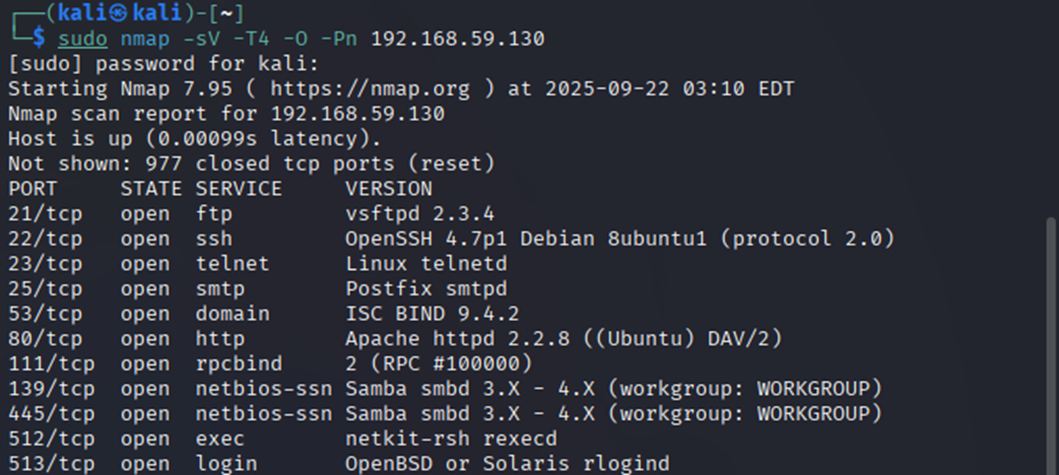 ┌──(kali㉿kali)-[~]
└─$ sudo nmap -sV -T4 -O -Pn 192.168.59.130
[sudo] password for kali:
Starting Nmap 7.95 ( https://nmap.org ) at 2025-09-22 03:10 EDT
Nmap scan report for 192.168.59.130
Host is up (0.00099s latency).
Not shown: 977 closed tcp ports (reset)
PORT    STATE SERVICE     VERSION
21/tcp  open  ftp         vsftpd 2.3.4
22/tcp  open  ssh         OpenSSH 4.7p1 Debian 8ubuntu1 (protocol 2.0)
23/tcp  open  telnet      Linux telnetd
25/tcp  open  smtp        Postfix smtpd
53/tcp  open  domain      ISC BIND 9.4.2
80/tcp  open  http        Apache httpd 2.2.8 ((Ubuntu) DAV/2)
111/tcp open  rpcbind     2 (RPC #100000)
139/tcp open  netbios-ssn Samba smbd 3.X - 4.X (workgroup: WORKGROUP)
445/tcp open  netbios-ssn Samba smbd 3.X - 4.X (workgroup: WORKGROUP)
512/tcp open  exec        netkit-rsh rexecd
513/tcp open  login       OpenBSD or Solaris rlogind